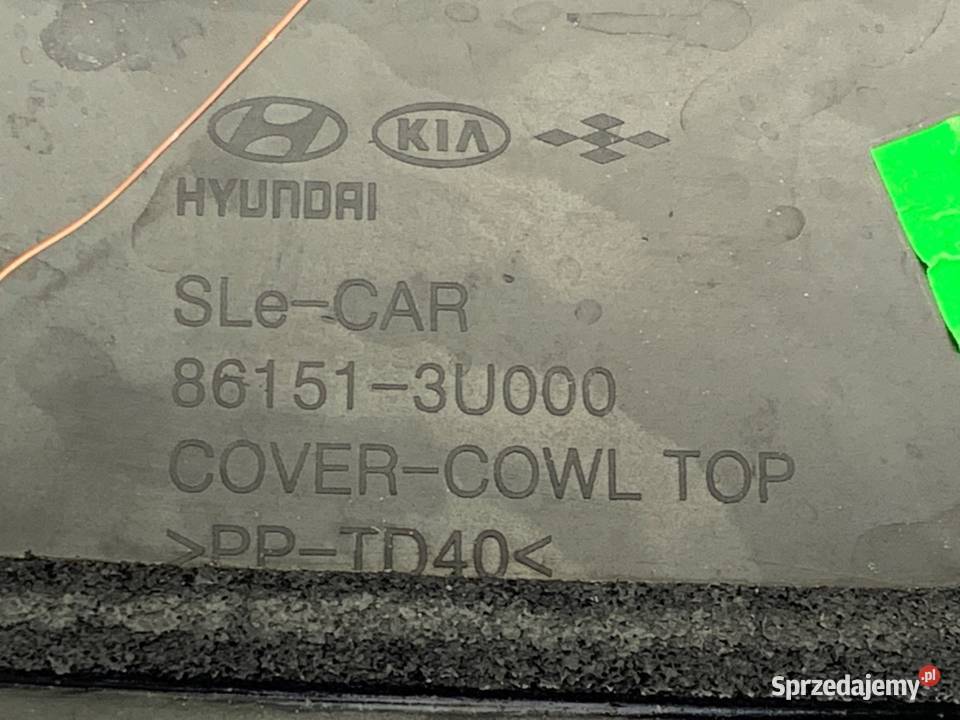 KIA
HYUNDAI
SLe-CAR
86151-3U000
COVER-COWL TOP
>PP-TD40<
Sprzedajemy.pl